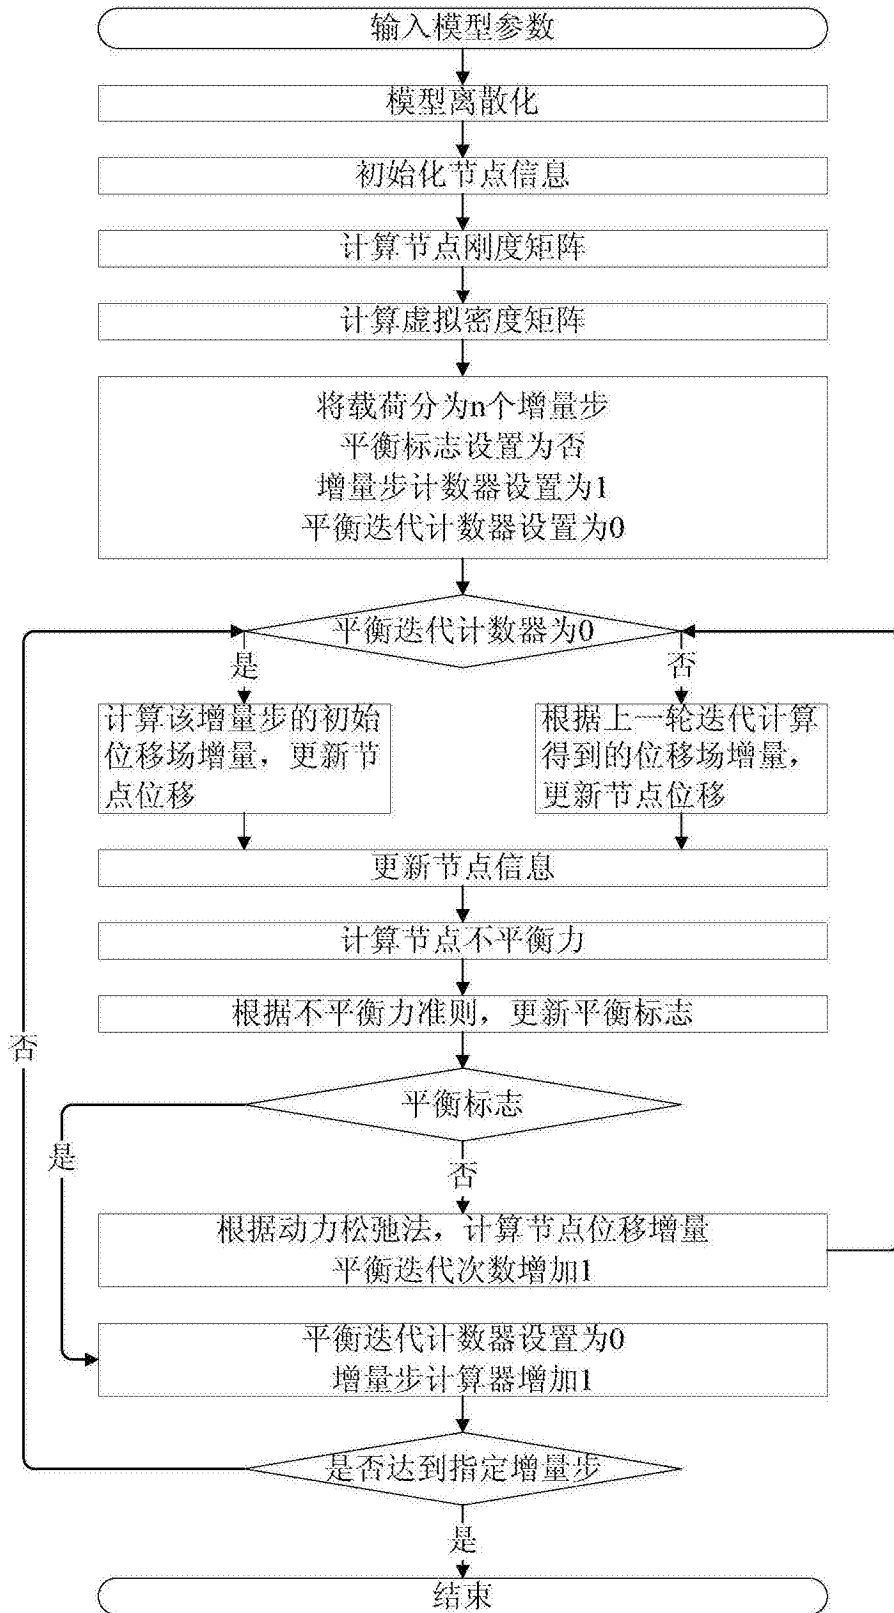 输入模型参数
模型离散化
初始化节点信息
计算节点刚度矩阵
计算虚拟密度矩阵
将载荷分为n个增量步
平衡标志设置为否
增量步计数器设置为1
平衡迭代计数器设置为0
平衡迭代计数器为0
是
否
计算该增量步的初始
位移场增量，更新节
点位移
根据上一轮迭代计算
得到的位移场增量，
更新节点位移
更新节点信息
计算节点不平衡力
根据不平衡力准则，更新平衡标志
否
平衡标志
是
否
根据动力松弛法，计算节点位移增量
平衡迭代次数增加1
平衡迭代计数器设置为0
增量步计算器增加1
是否达到指定增量步
是
结束